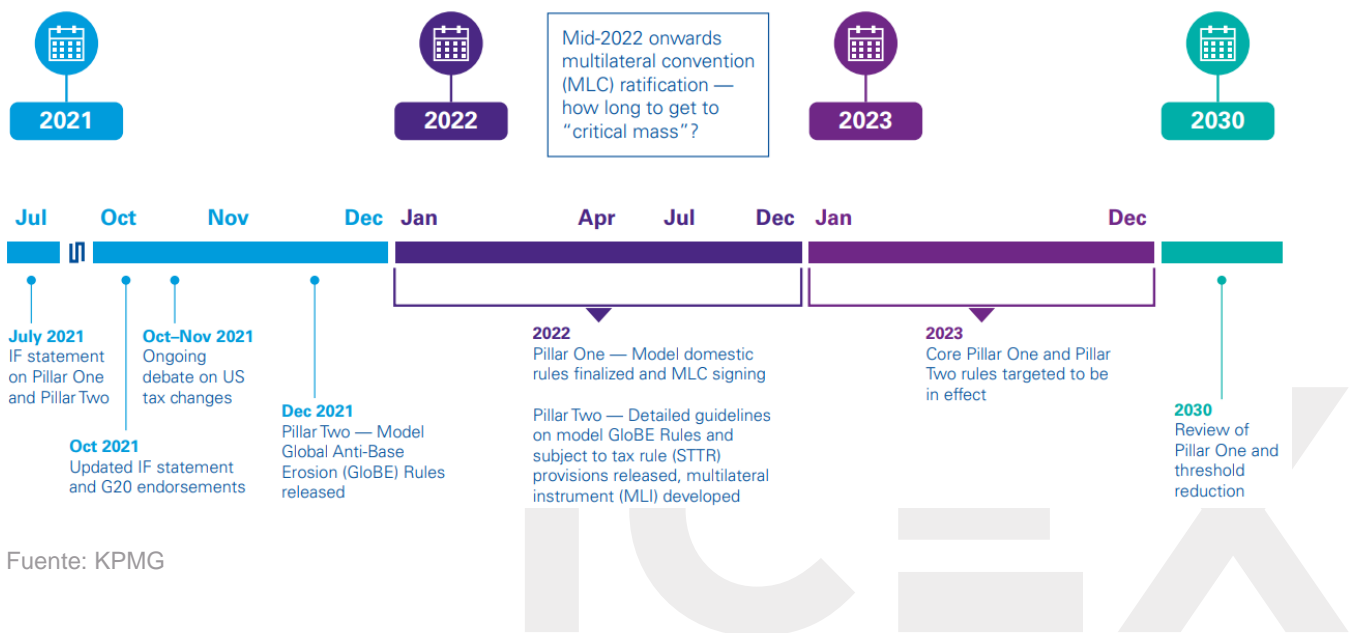 2021
2022
Mid-2022 onwards
multilateral convention
(MLC) ratification —
how long to get to
“critical mass”?
2023
2030
Jul Oct Nov Dec Jan Apr Jul Dec Jan Dec
July 2021
IF statement
on Pillar One
and Pillar Two
Oct 2021
Updated IF statement
and G20 endorsements
Oct–Nov 2021
Ongoing
debate on US
tax changes
Dec 2021
Pillar Two — Model
Global Anti-Base
Erosion (GloBE) Rules
released
2022
Pillar One — Model domestic
rules finalized and MLC signing
Pillar Two — Detailed guidelines
on model GloBE Rules and
subject to tax rule (STTR)
provisions released, multilateral
instrument (MLI) developed
2023
Core Pillar One and Pillar
Two rules targeted to be
in effect
2030
Review of
Pillar One and
threshold
reduction
Fuente: KPMG
ICEX